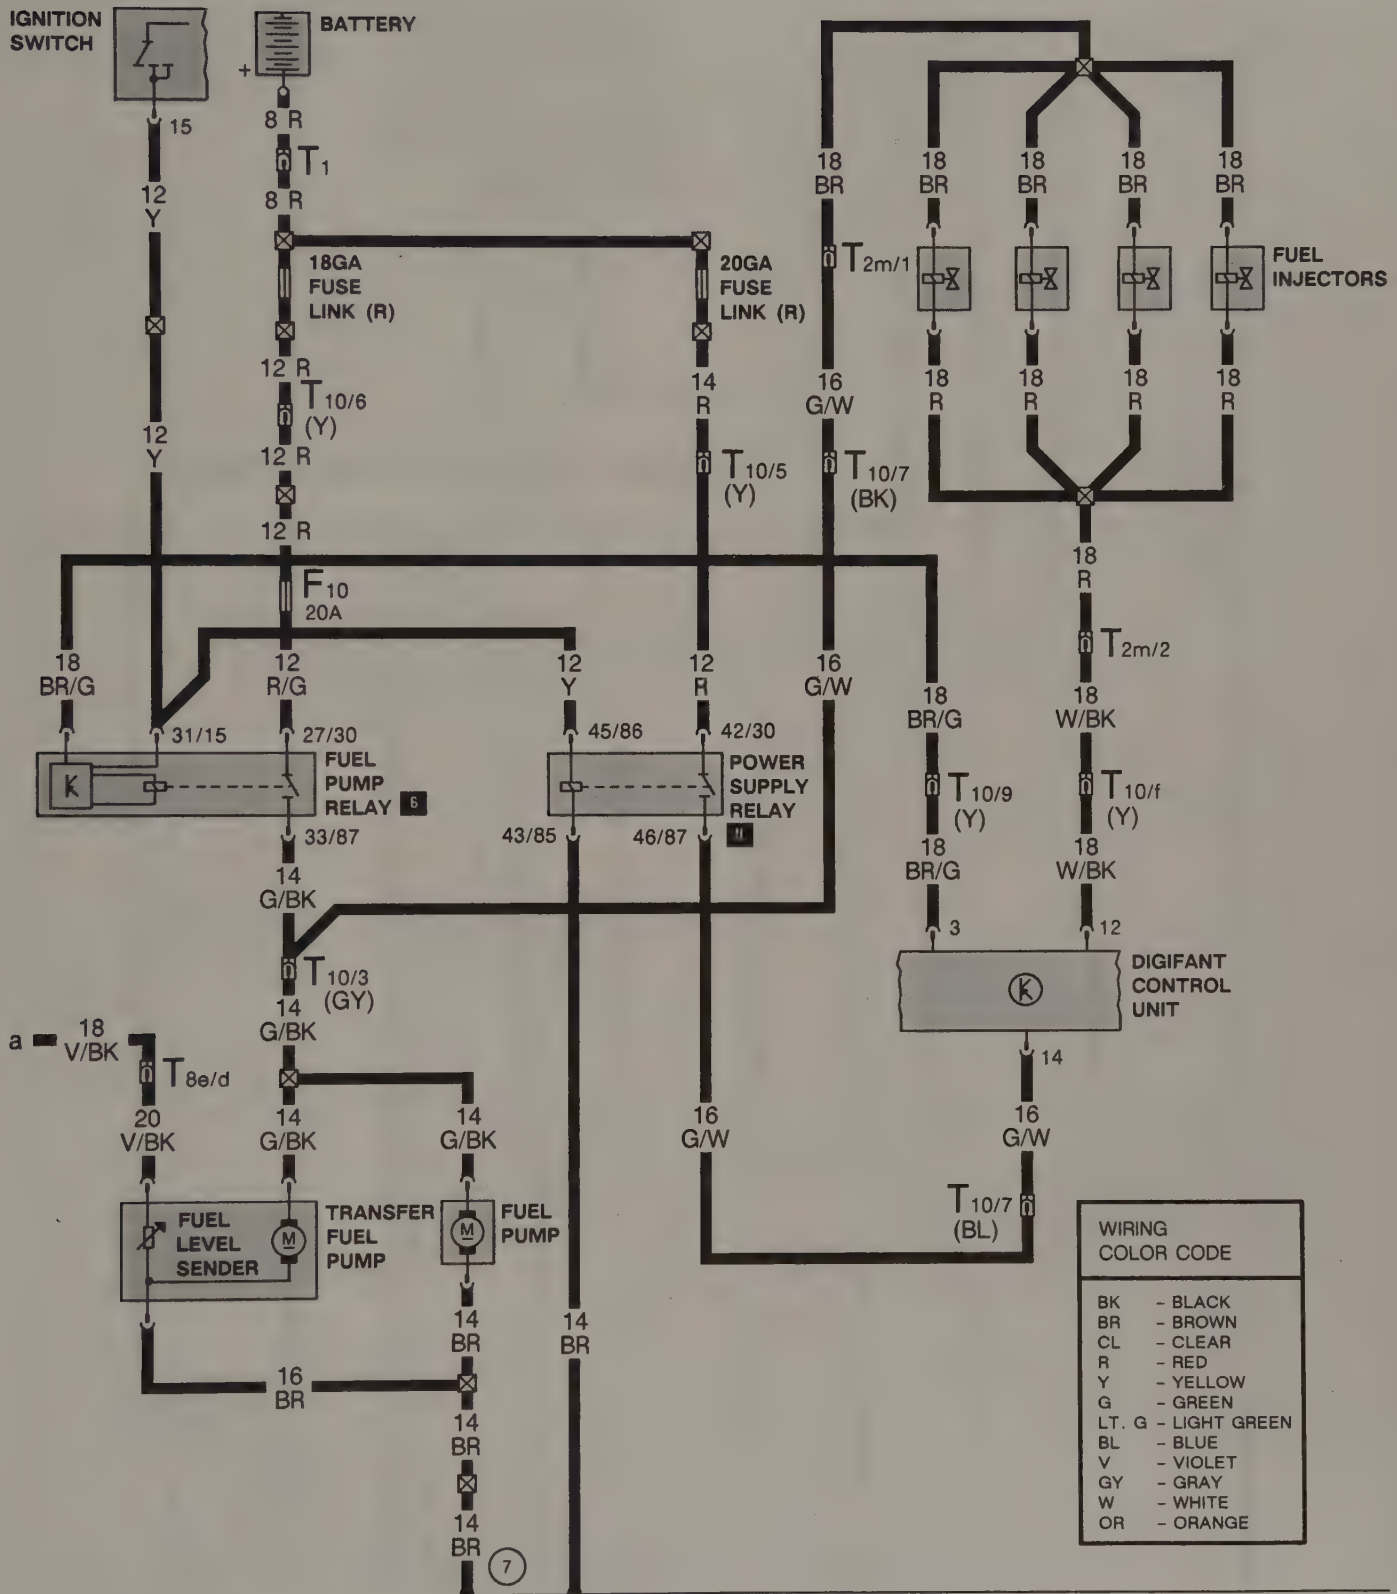 IGNITION
SWITCH
BATTERY
+
15
8 R
T1
8 R
12
Y
18GA
FUSE
LINK (R)
20GA
FUSE
LINK (R)
18
BR
18
BR
18
BR
18
BR
18
BR
T2m/1
FUEL
INJECTORS
12 R
T10/6
(Y)
12 R
14
R
16
G/W
18
R
18
R
18
R
18
R
12
Y
T10/5
(Y)
T10/7
(BK)
12 R
F10
20A
18
R
T2m/2
18
BR/G
12
R/G
12
Y
12
R
16
G/W
18
BR/G
18
W/BK
31/15
27/30
45/86
42/30
FUEL
PUMP
RELAY 6
POWER
SUPPLY
RELAY
T10/9
(Y)
T10/f
(Y)
33/87
43/85
46/87
18
BR/G
18
W/BK
14
G/BK
3
12
T10/3
(GY)
DIGIFANT
CONTROL
UNIT
K
K
14
G/BK
a
18
V/BK
T8e/d
14
20
V/BK
14
G/BK
14
G/BK
16
G/W
16
G/W
T10/7
(BL)
FUEL
LEVEL
SENDER
M
TRANSFER
FUEL
PUMP
M
FUEL
PUMP
14
BR
14
BR
16
BR
14
BR
14
BR
7
WIRING
COLOR CODE
BK - BLACK
BR - BROWN
CL - CLEAR
R - RED
Y - YELLOW
G - GREEN
LT. G - LIGHT GREEN
BL - BLUE
V - VIOLET
GY - GRAY
W - WHITE
OR - ORANGE